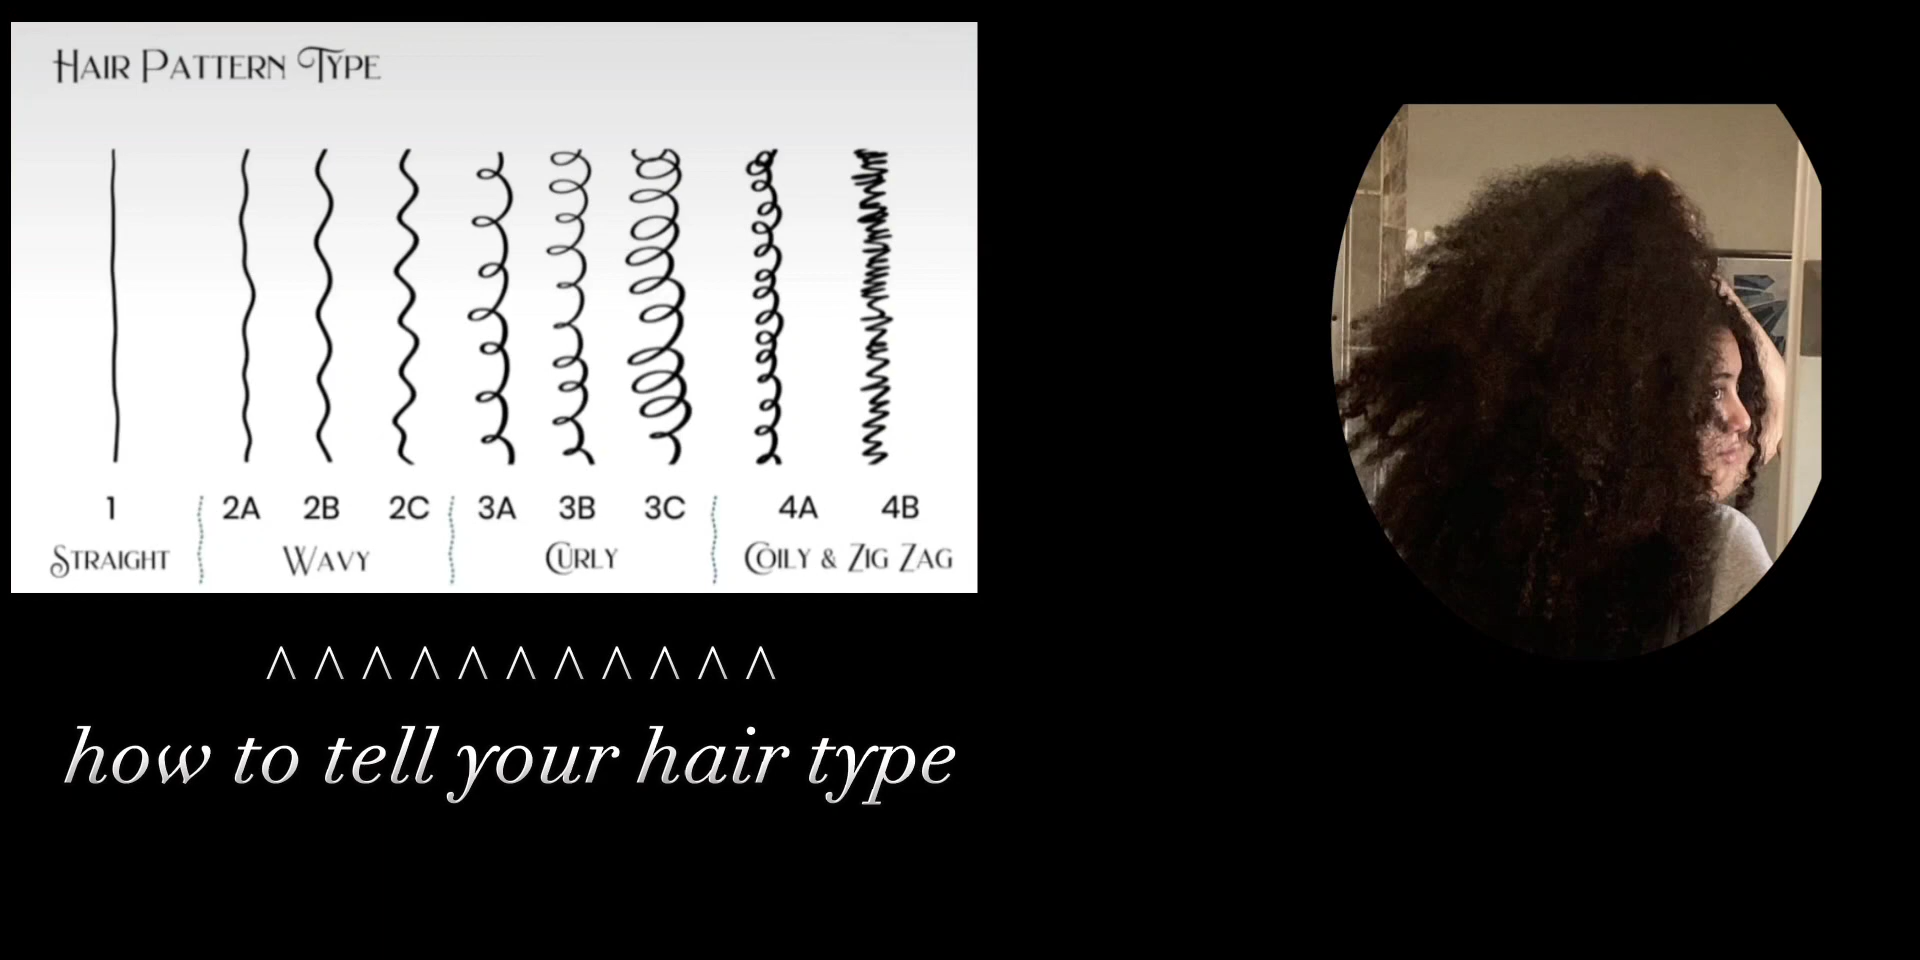 Hair Pattern Type
1 2A 2B 2C 3A 3B 3C 4A 4B
Straight Wavy Curly Coily & Zig Zag
^ ^ ^ ^ ^ ^ ^ ^ ^ ^ ^
how to tell your hair type